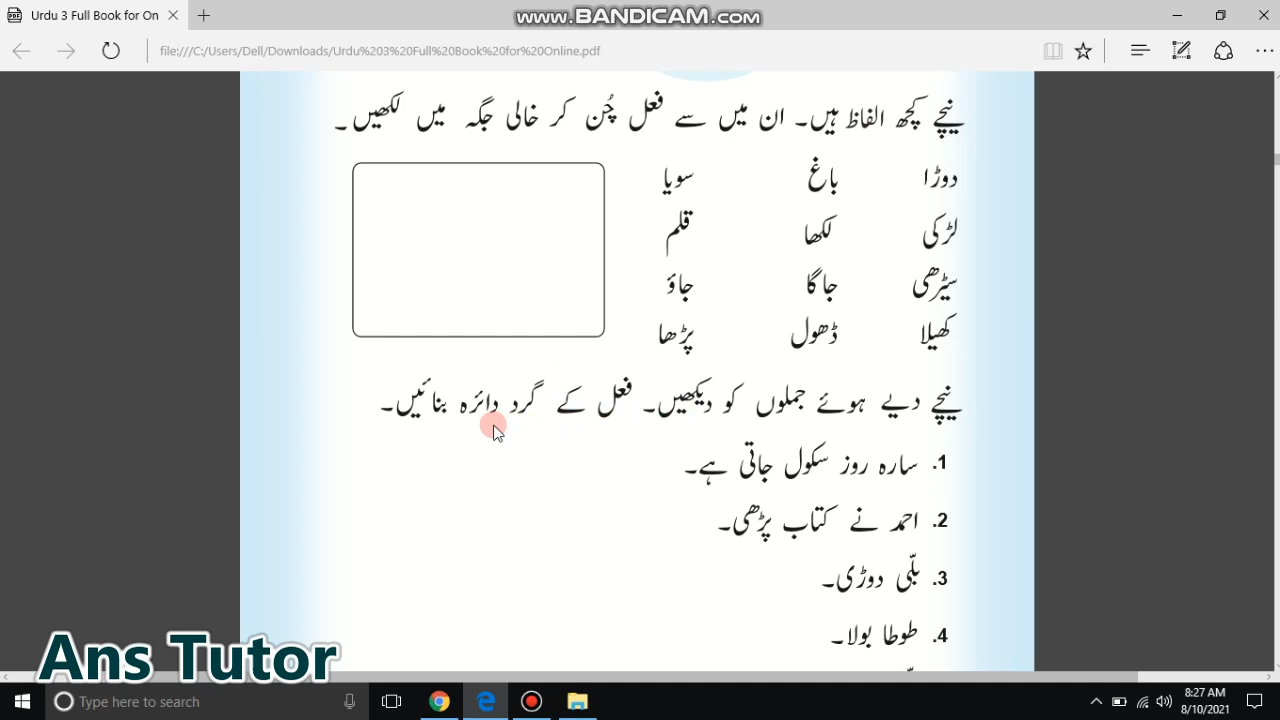 Urdu 3 Full Book for On
www.BANDICAM.com
file:///C:/Users/Dell/Downloads/Urdu%203%20Full%20Book%20for%20Online.pdf
نیچے کچھ الفاظ ہیں۔ ان میں سے فعل چُن کر خالی جگہ میں لکھیں۔
دوڑا باغ سویا
لڑکی لکھا قلم
سیڑھی جاگا جاؤ
کھیلا ڈھول پڑھا
نیچے دیے ہوئے جملوں کو دیکھیں۔ فعل کے گرد دائرہ بنائیں۔
1. سارہ روز سکول جاتی ہے۔
2. احمد نے کتاب پڑھی۔
3. بلّی دوڑی۔
4. طوطا بولا۔
Ans Tutor
Type here to search
8:27 AM
8/10/2021